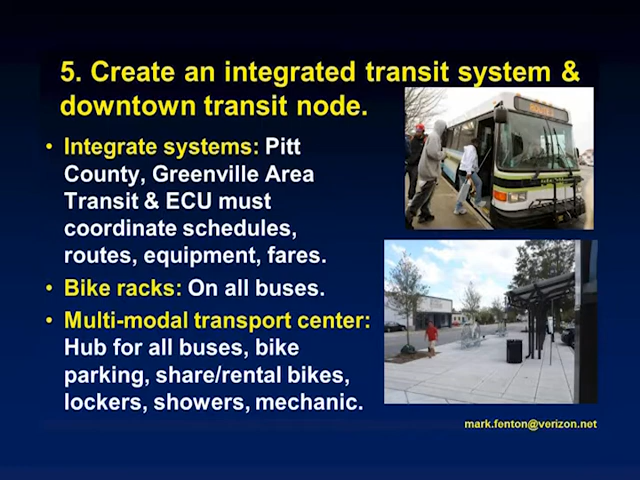 5. Create an integrated transit system &
downtown transit node.
• Integrate systems: Pitt
County, Greenville Area
Transit & ECU must
coordinate schedules,
routes, equipment, fares.
• Bike racks: On all buses.
• Multi-modal transport center:
Hub for all buses, bike
parking, share/rental bikes,
lockers, showers, mechanic.
mark.fenton@verizon.net